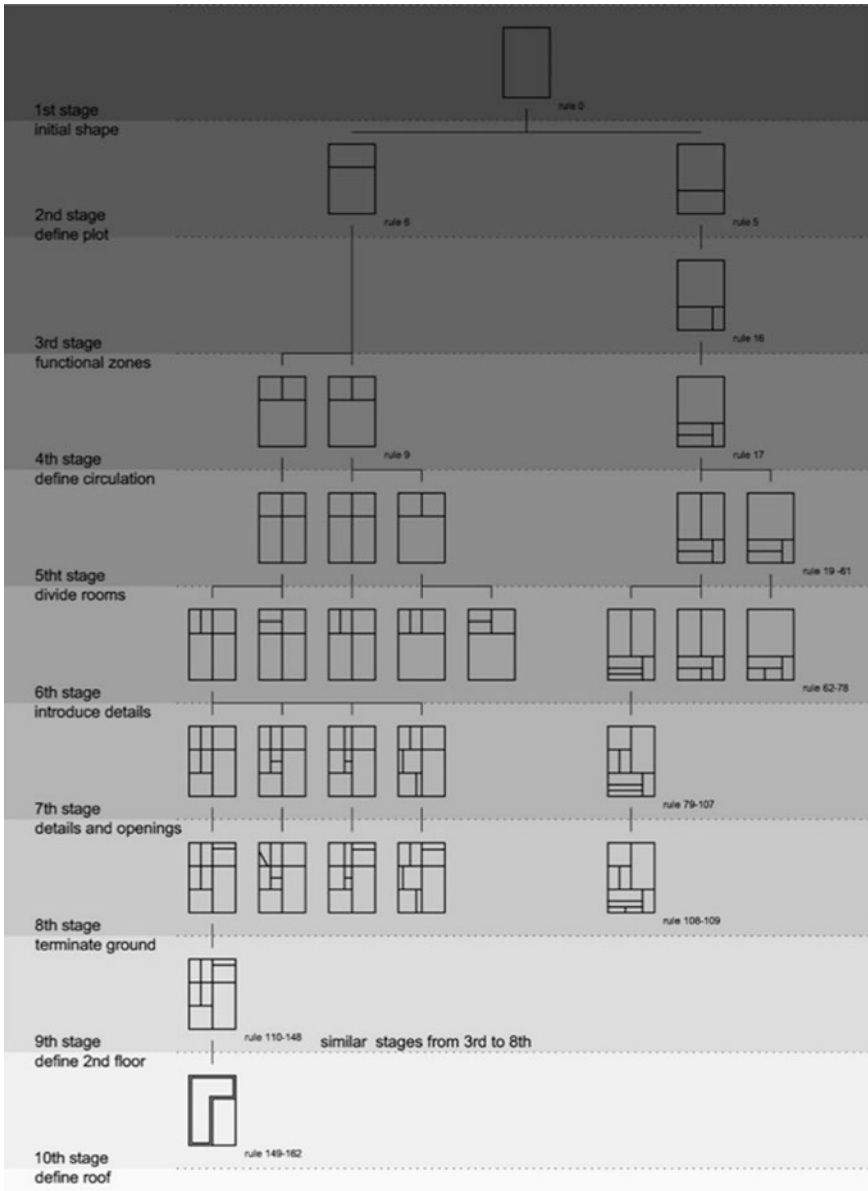 rule 0
1st stage
initial shape
rule 6
rule 5
2nd stage
define plot
rule 16
3rd stage
functional zones
rule 9
rule 17
4th stage
define circulation
rule 19 -61
5tht stage
divide rooms
rule 62-78
6th stage
introduce details
rule 79-107
7th stage
details and openings
rule 108-109
8th stage
terminate ground
rule 110-148 similar stages from 3rd to 8th
9th stage
define 2nd floor
rule 149-162
10th stage
define roof